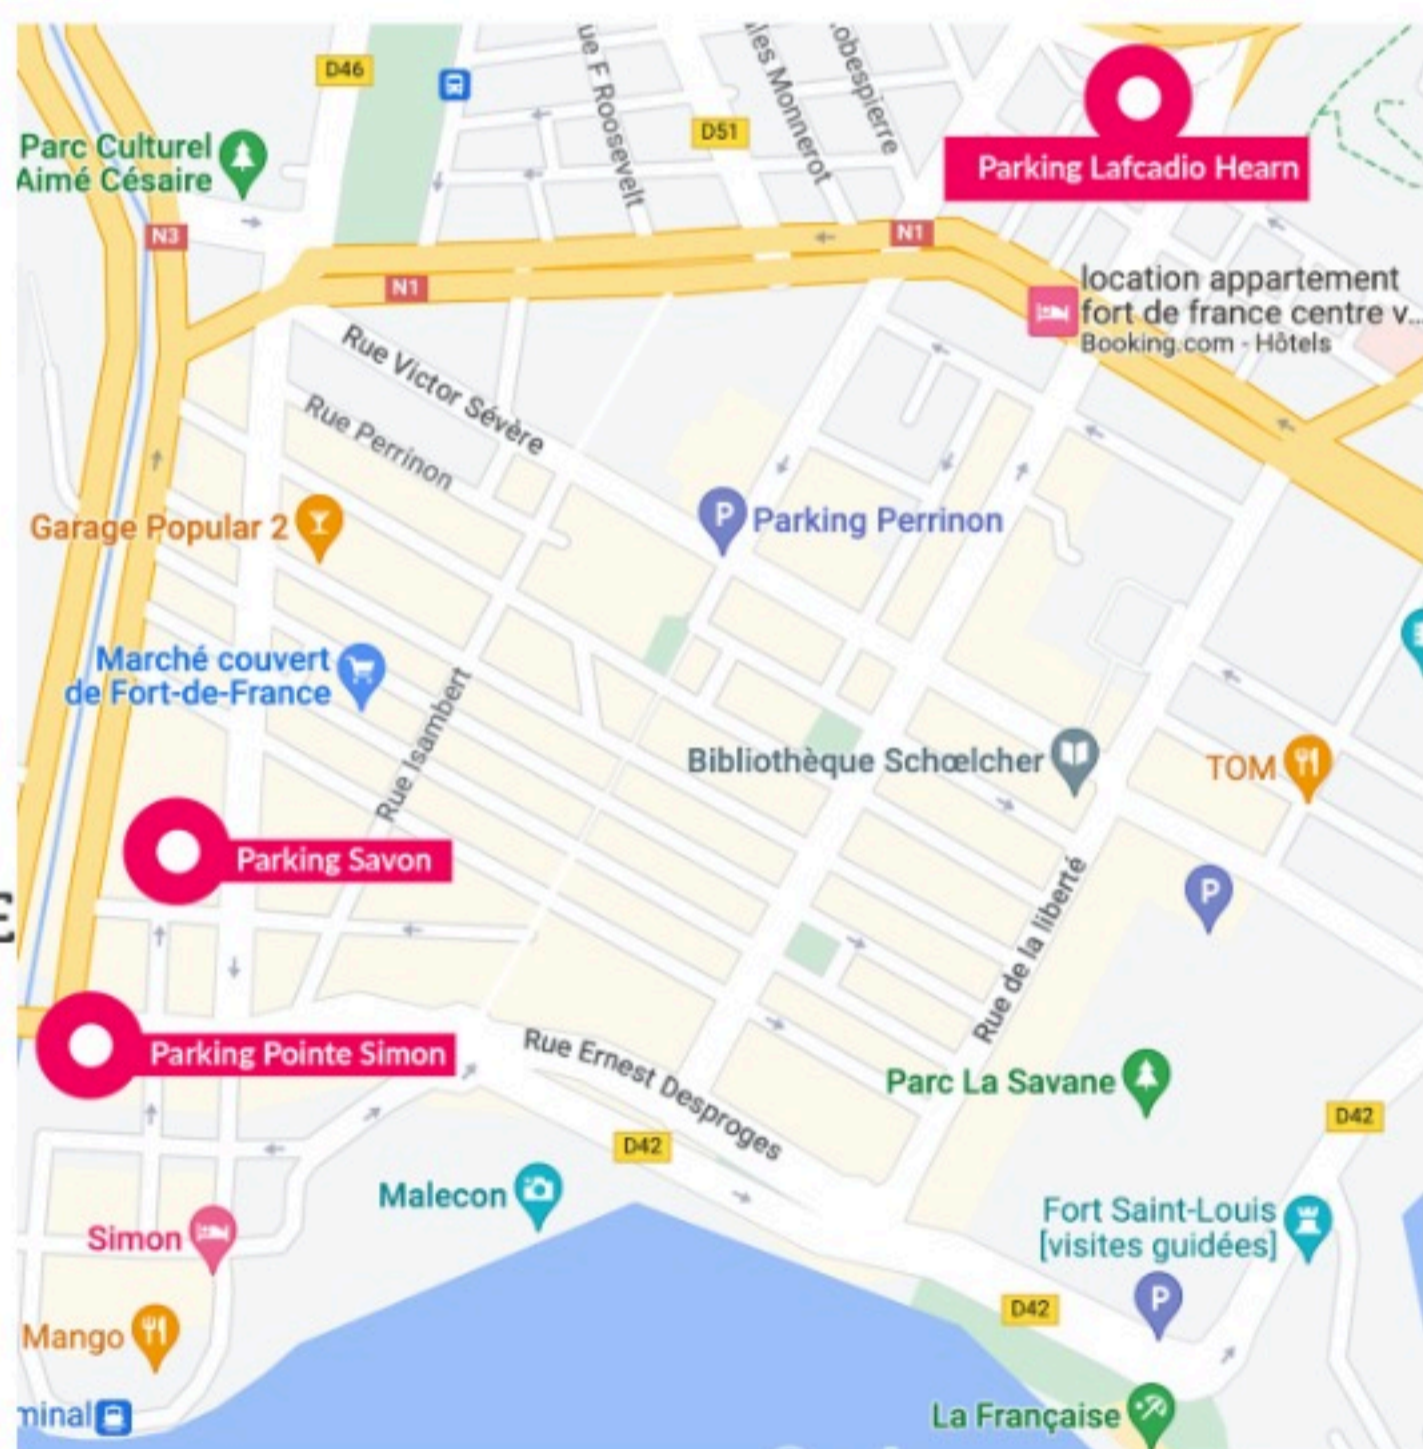 D46
ue F Roosevelt
les Monnerot
obespierre
D51
Parking Lafcadio Hearn
Parc Culturel
Aimé Césaire
N3
N1
N1
location appartement
fort de france centre v...
Booking.com - Hôtels
Rue Victor Sévère
Rue Perrinon
Garage Popular 2
P
Parking Perrinon
Marché couvert
de Fort-de-France
Rue Isambert
Bibliothèque Schœlcher
TOM
Parking Savon
P
E
Rue de la liberté
Parking Pointe Simon
Rue Ernest Desproges
Parc La Savane
D42
D42
Malecon
Simon
Fort Saint-Louis
[visites guidées]
P
D42
Mango
minal
La Française